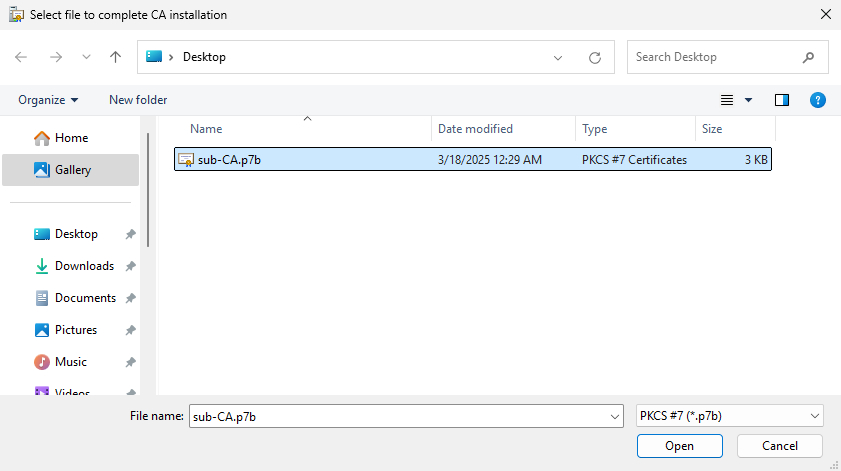 Select file to complete CA installation
Desktop
Search Desktop
Organize
New folder
Home
Gallery
Desktop
Downloads
Documents
Pictures
Music
Videos
Name
Date modified
Type
Size
sub-CA.p7b
3/18/2025 12:29 AM
PKCS #7 Certificates
3 KB
File name:
sub-CA.p7b
PKCS #7 (*.p7b)
Open
Cancel